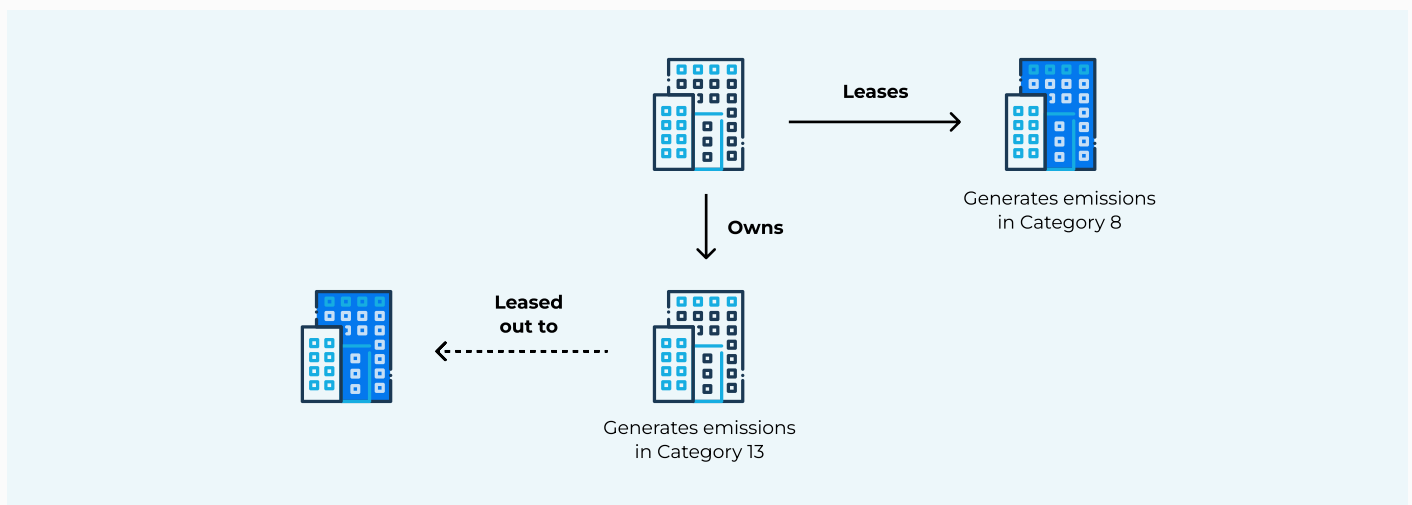 Leases
Generates emissions
in Category 8
Owns
Leased
out to
Generates emissions
in Category 13